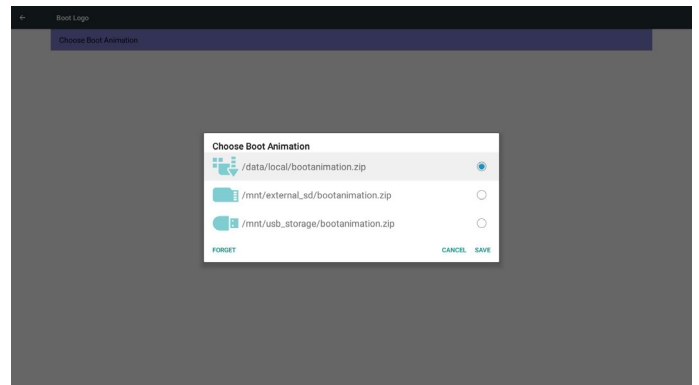 Boot Logo
Choose Boot Animation
Choose Boot Animation
/data/local/bootanimation.zip
/mnt/external_sd/bootanimation.zip
/mnt/usb_storage/bootanimation.zip
FORGET CANCEL SAVE